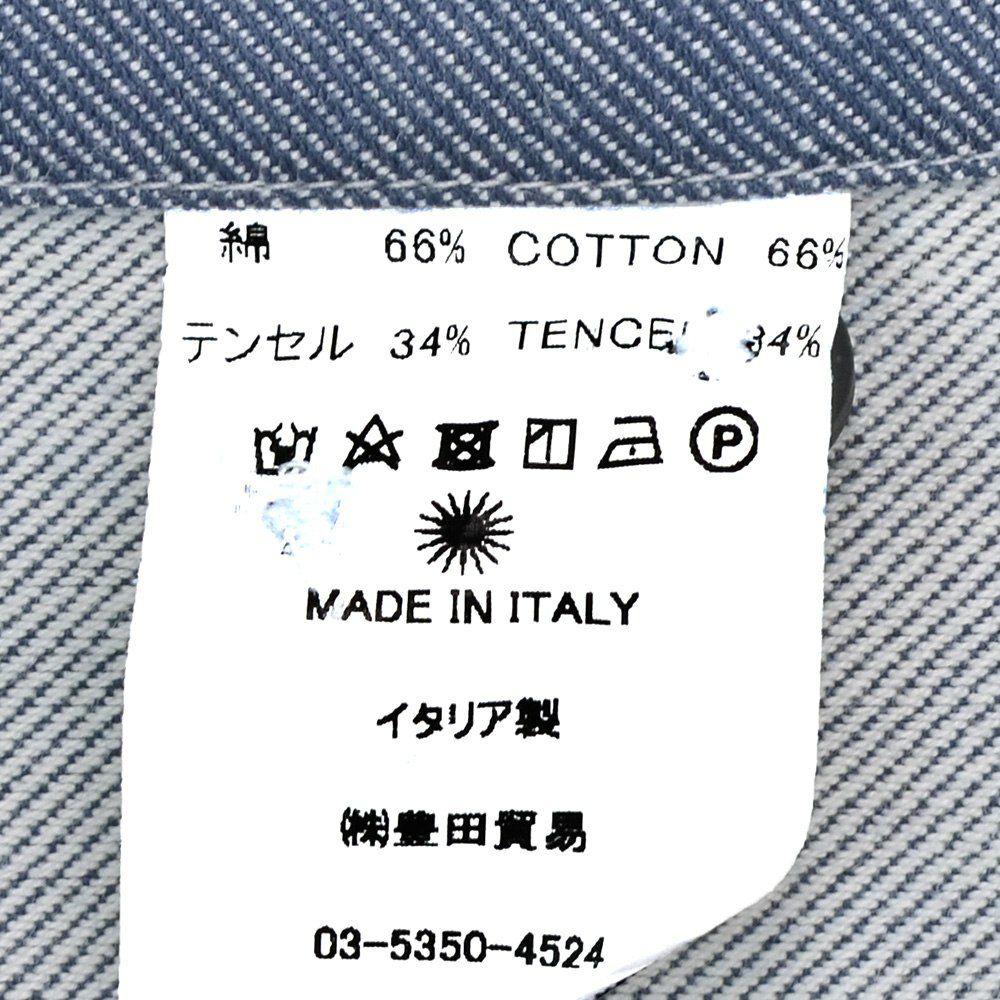 綿 66% COTTON 66%
テンセル 34% TENCEL 34%
P
MADE IN ITALY
イタリア製
㈱豊田貿易
03-5350-4524